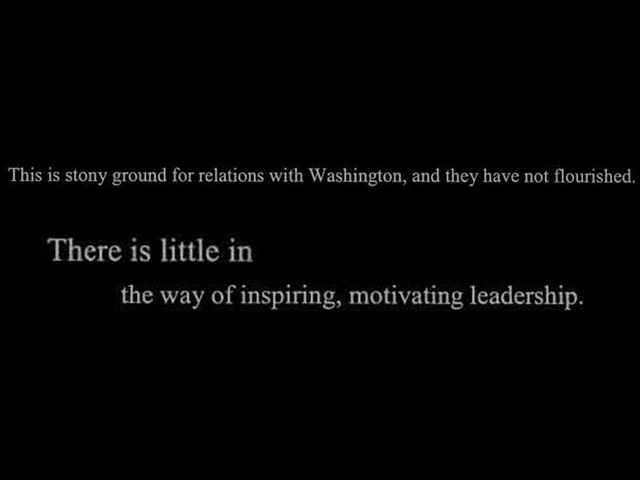 This is stony ground for relations with Washington, and they have not flourished.
There is little in
the way of inspiring, motivating leadership.